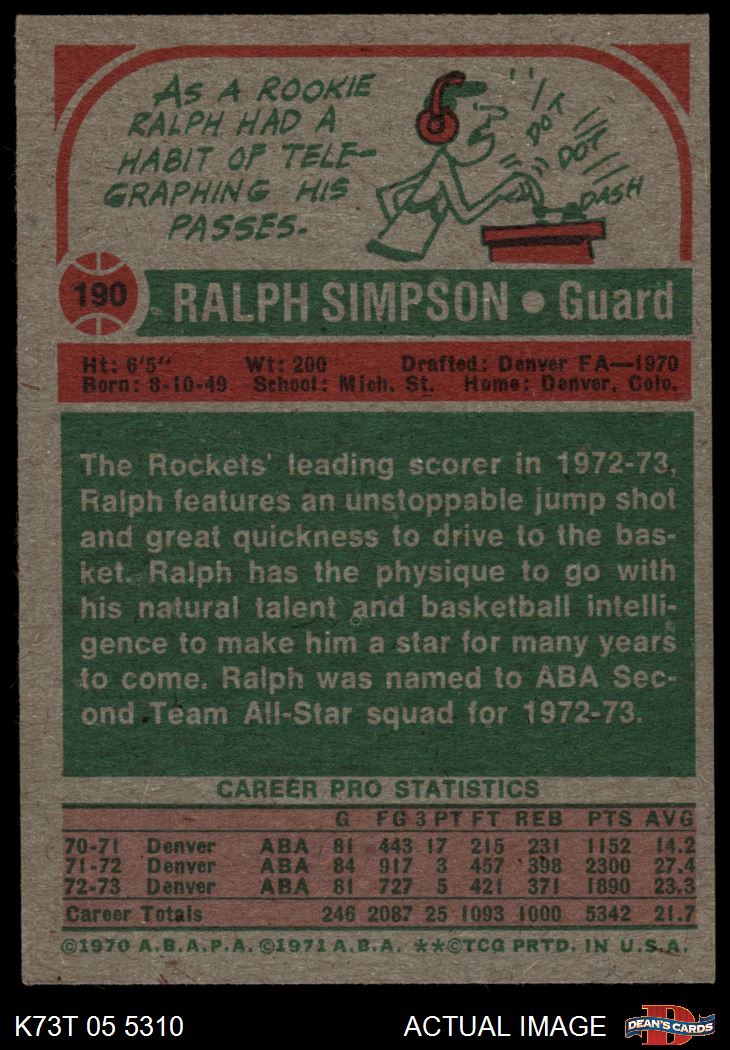 AS A ROOKIE
RALPH HAD A
HABIT OF TELE-
GRAPHING HIS
PASSES.
DOT
DOT
DASH
190
RALPH SIMPSON • Guard
Ht: 6'5" Wt: 200 Drafted: Denver FA—1970
Born: 8-10-49 School: Mich. St. Home: Denver, Colo.
The Rockets' leading scorer in 1972-73,
Ralph features an unstoppable jump shot
and great quickness to drive to the bas-
ket. Ralph has the physique to go with
his natural talent and basketball intelli-
gence to make him a star for many years
to come. Ralph was named to ABA Sec-
ond Team All-Star squad for 1972-73.
CAREER PRO STATISTICS
G FG 3 PT FT REB PTS AVG
70-71 Denver ABA 81 443 17 215 231 1152 14.2
71-72 Denver ABA 84 917 3 457 398 2300 27.4
72-73 Denver ABA 81 727 5 421 371 1890 23.3
Career Totals 246 2087 25 1093 1000 5342 21.7
©1970 A.B.A.P.A. ©1971 A.B.A. **©TCG PRTD. IN U.S.A.
K73T 05 5310
ACTUAL IMAGE
D
DEAN'S CARDS